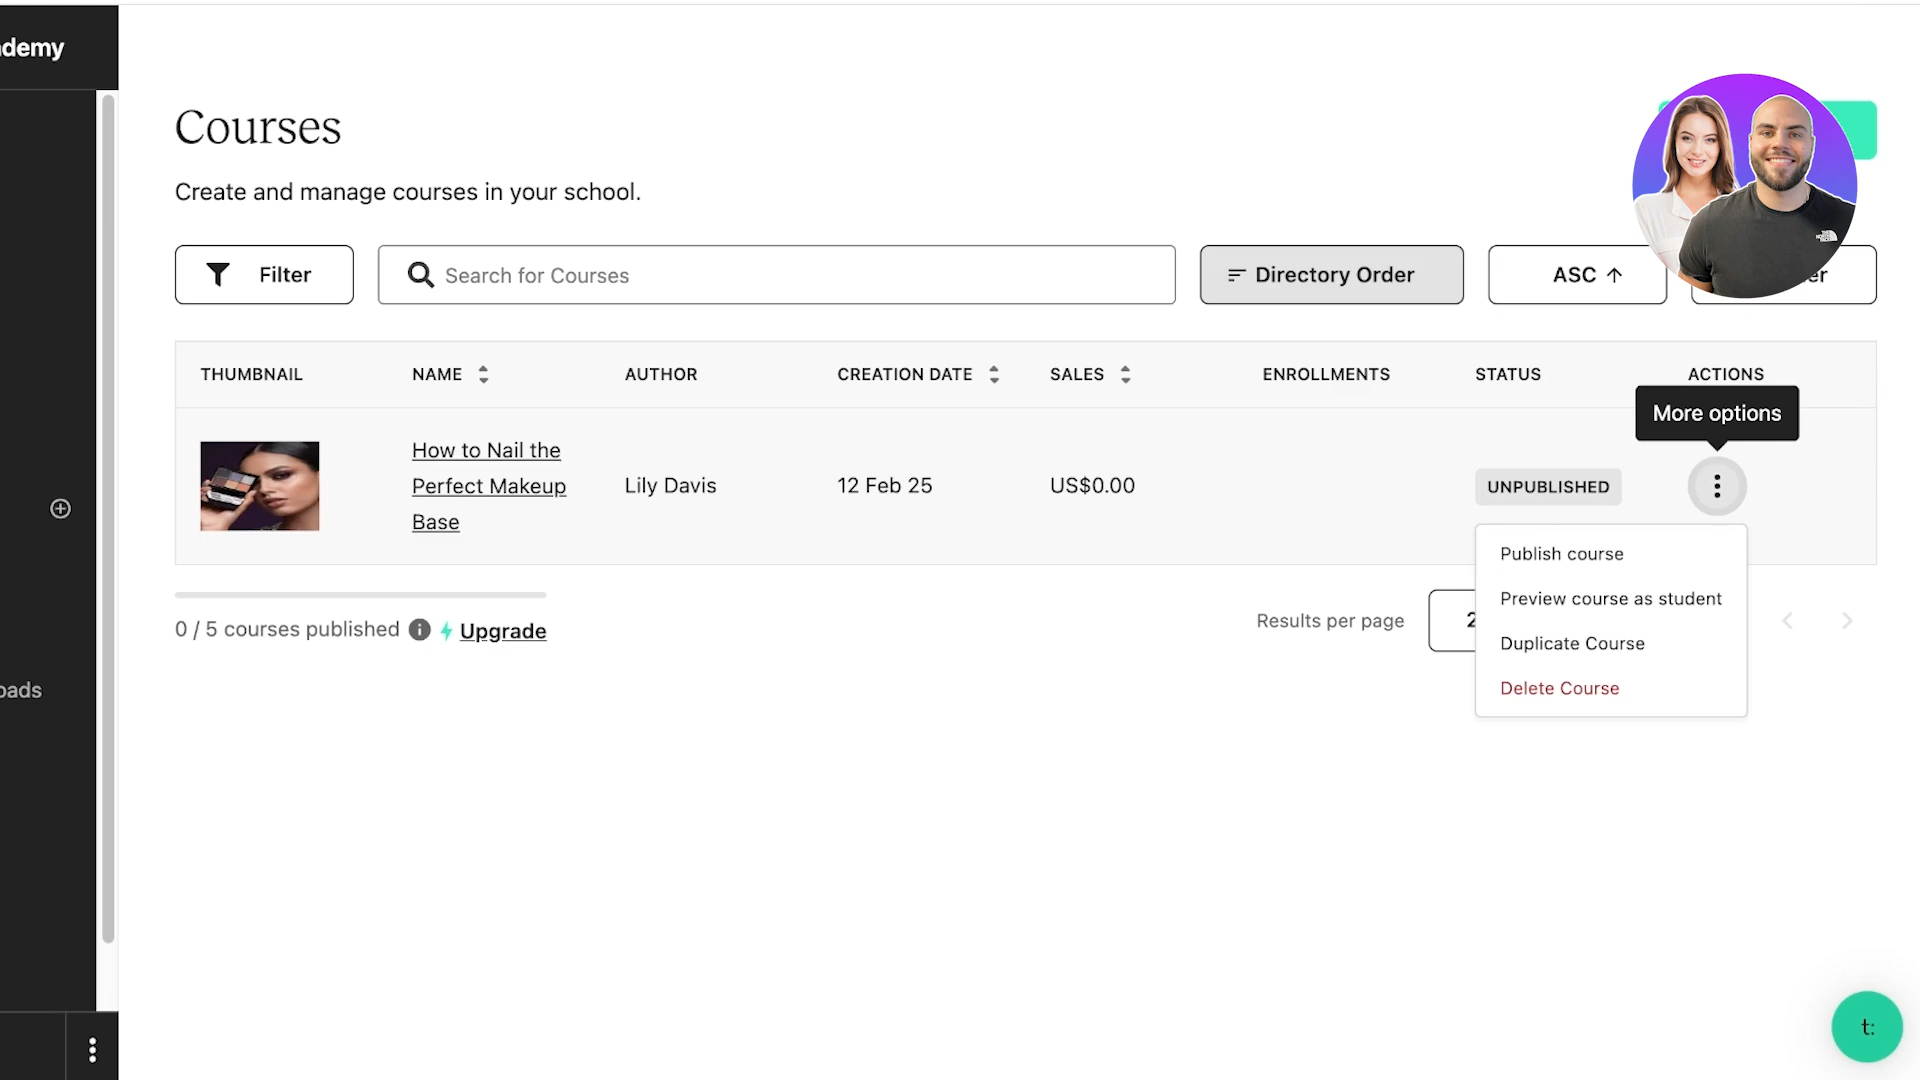 demy
Courses
Create and manage courses in your school.
Filter
Search for Courses
Directory Order
ASC ↑
er
THUMBNAIL
NAME
AUTHOR
CREATION DATE
SALES
ENROLLMENTS
STATUS
ACTIONS
More options
How to Nail the
Perfect Makeup
Base
Lily Davis
12 Feb 25
US$0.00
UNPUBLISHED
Publish course
Preview course as student
Duplicate Course
Delete Course
0 / 5 courses published
Upgrade
Results per page
2
oads
t: